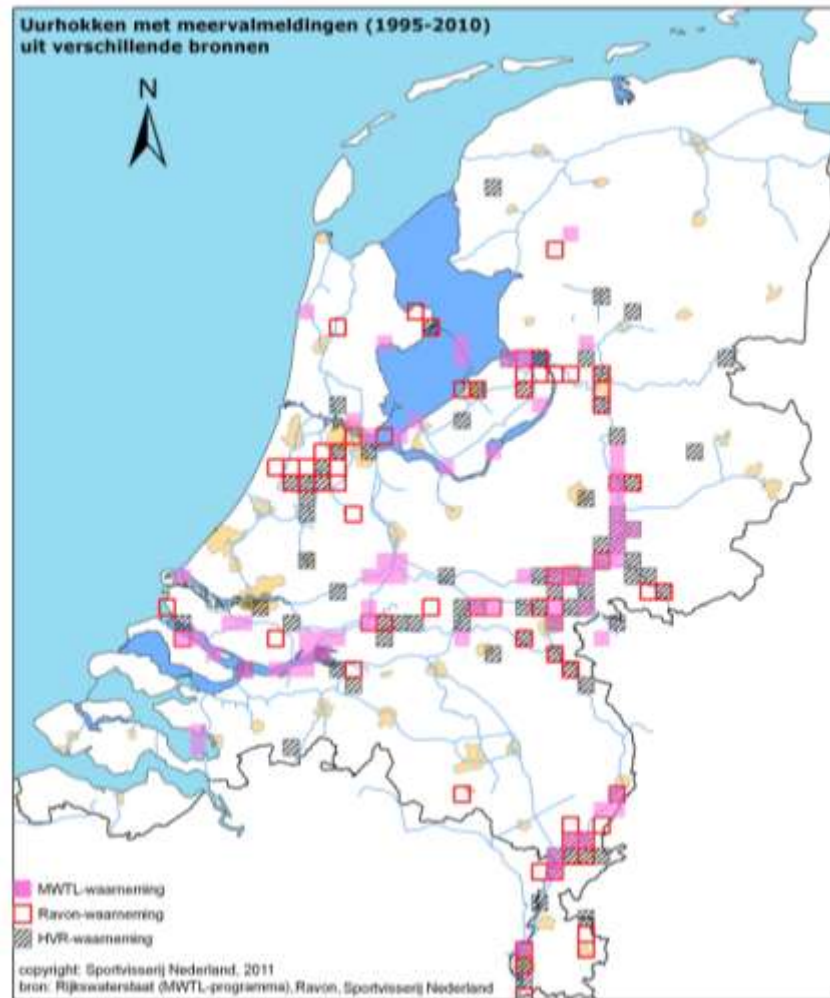 Uurhokken met meervalmeldingen (1995-2010)
uit verschillende bronnen
N
MWTL-waarneming
Ravon-waarneming
HVR-waarneming
copyright: Sportvisserij Nederland, 2011
bron: Rijkswaterstaat (MWTL-programma), Ravon, Sportvisserij Nederland